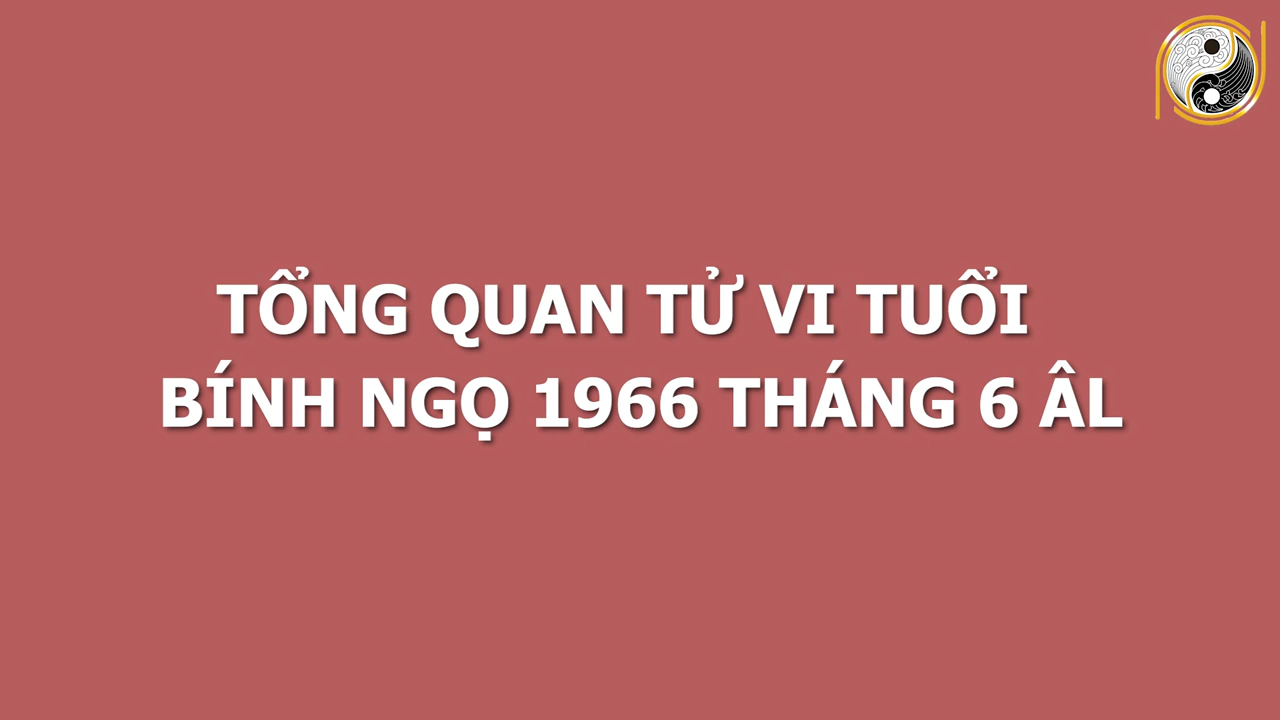 TỔNG QUAN TỬ VI TUỔI
BÍNH NGỌ 1966 THÁNG 6 ÂL